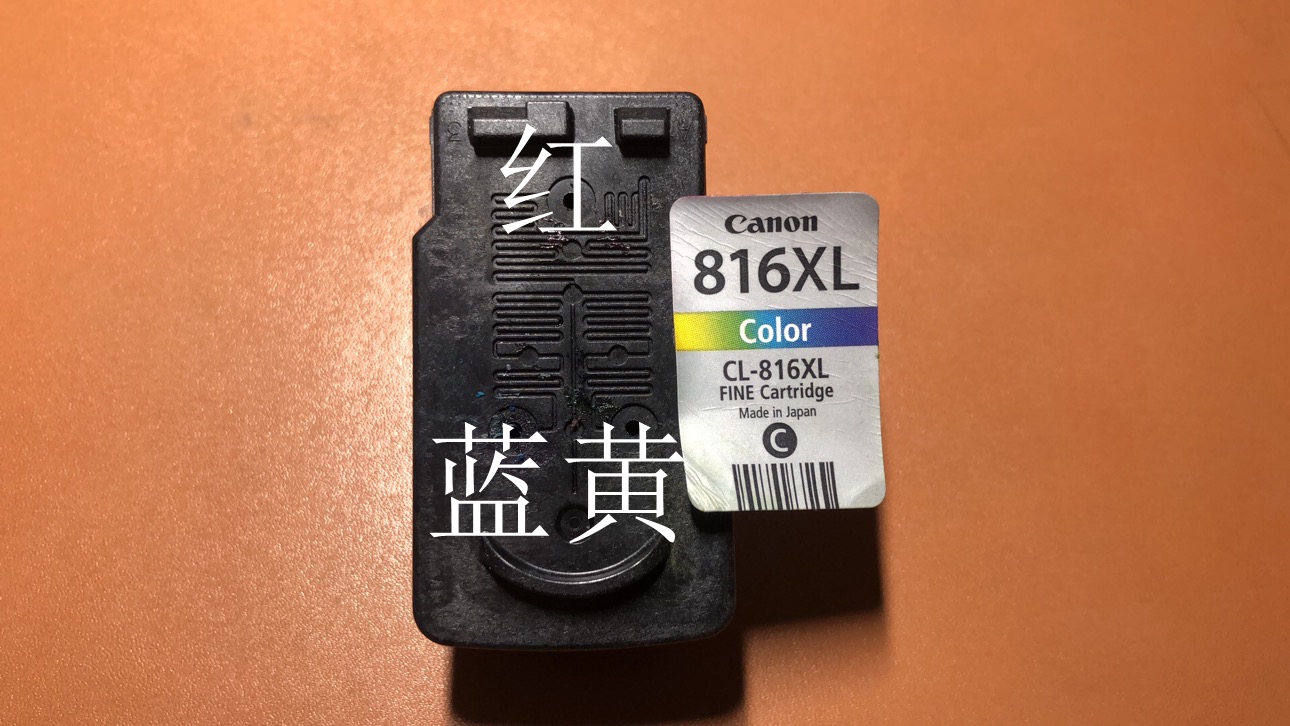 红
Canon
816XL
Color
CL-816XL
FINE Cartridge
Made in Japan
C
蓝 黄